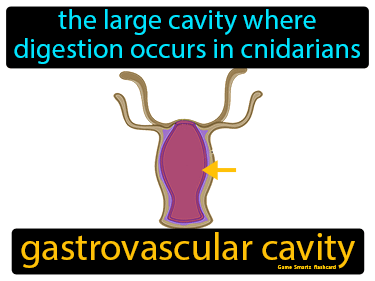 the large cavity where
digestion occurs in cnidarians
gastrovascular cavity
Game Smartz flashcard